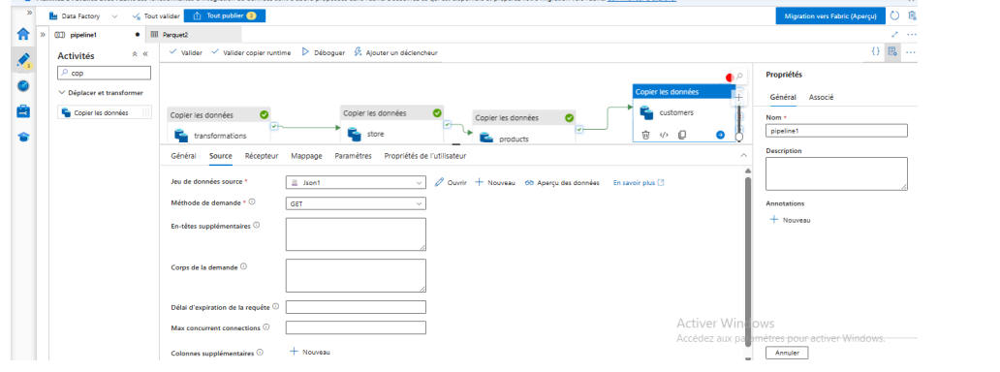 Data Factory
Tout valider
Tout publier
Migration vers Fabric (Aperçu)
pipeline1
Parquet2
Activités
cop
Déplacer et transformer
Copier les données
Valider
Valider copier runtime
Déboguer
Ajouter un déclencheur
Copier les données
transformations
Copier les données
store
Copier les données
products
Copier les données
customers
Général
Source
Récepteur
Mappage
Paramètres
Propriétés de l'utilisateur
Jeu de données source *
Json1
Ouvrir
Nouveau
Aperçu des données
En savoir plus
Méthode de demande *
GET
En-têtes supplémentaires
Corps de la demande
Délai d'expiration de la requête
Max concurrent connections
Colonnes supplémentaires
Nouveau
Propriétés
Général
Associé
Nom *
pipeline1
Description
Annotations
Nouveau
Activer Windows
Accédez aux paramètres pour activer Windows.
Annuler